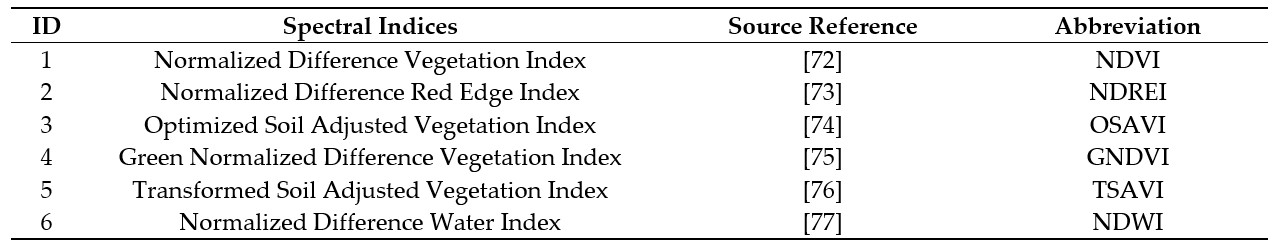 ID Spectral Indices Source Reference Abbreviation
1 Normalized Difference Vegetation Index [72] NDVI
2 Normalized Difference Red Edge Index [73] NDREI
3 Optimized Soil Adjusted Vegetation Index [74] OSAVI
4 Green Normalized Difference Vegetation Index [75] GNDVI
5 Transformed Soil Adjusted Vegetation Index [76] TSAVI
6 Normalized Difference Water Index [77] NDWI